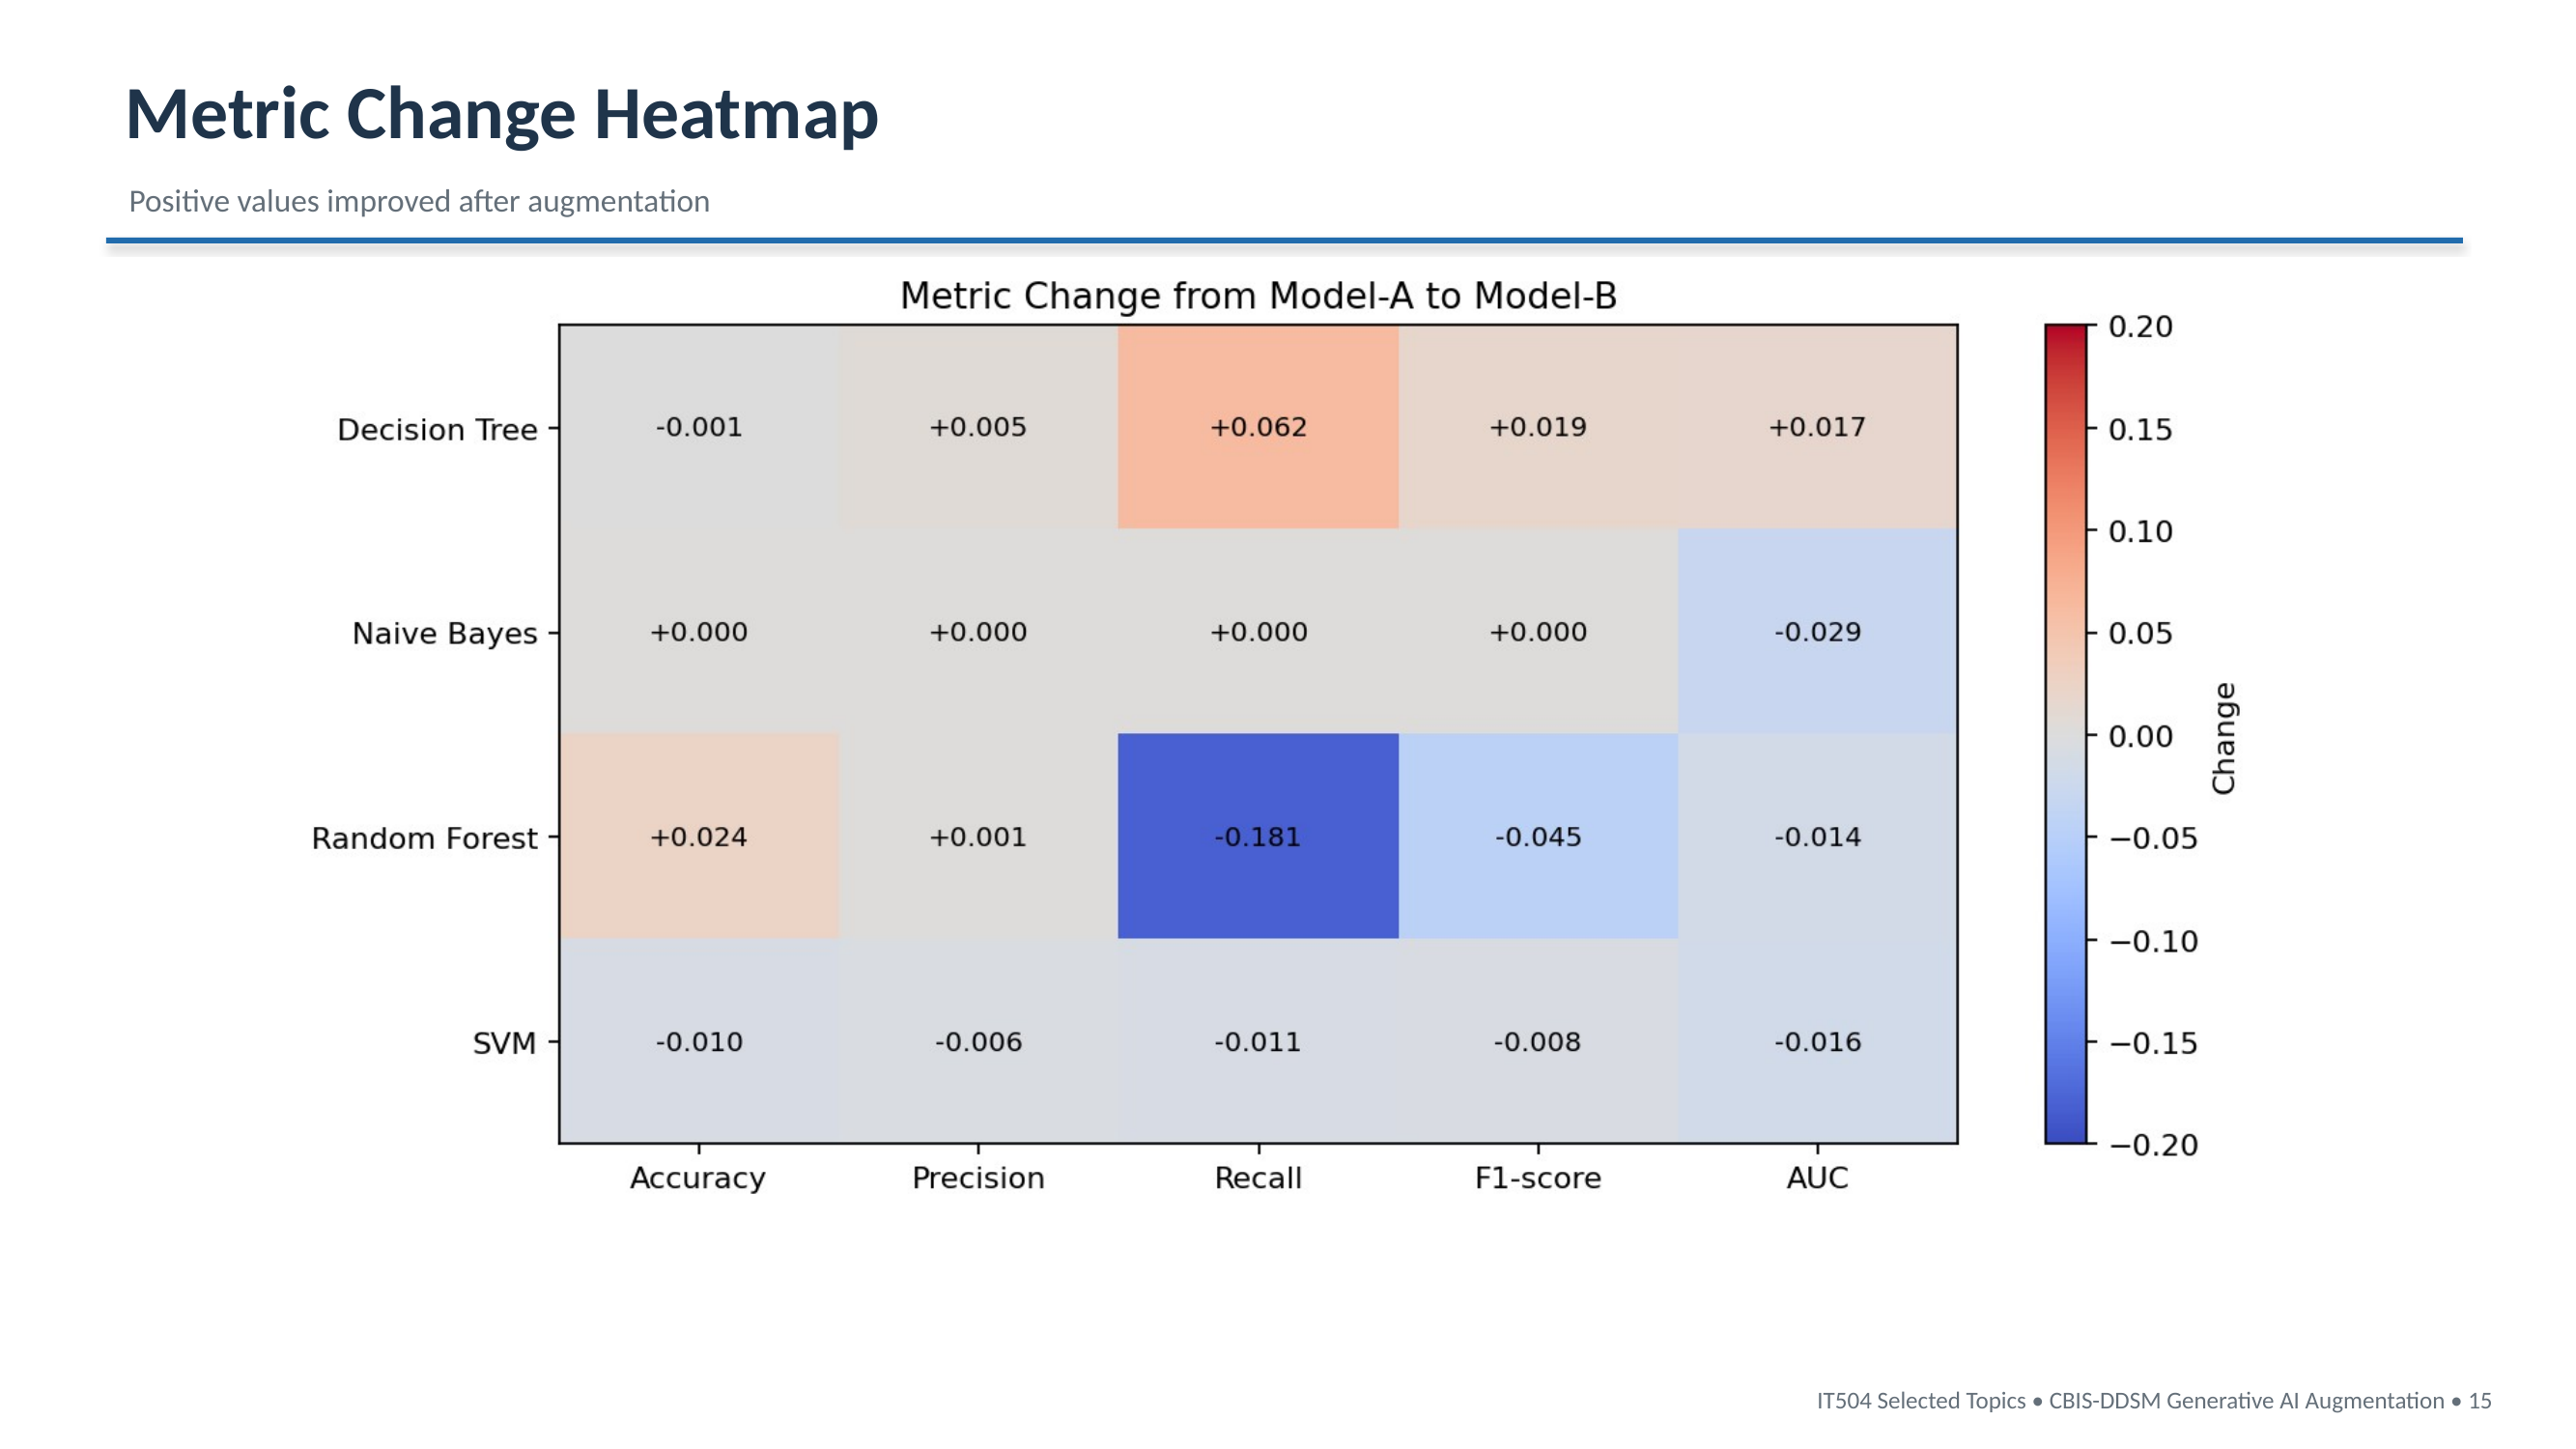 Metric Change Heatmap
Positive values improved after augmentation
Metric Change from Model-A to Model-B
Decision Tree -0.001 +0.005 +0.062 +0.019 +0.017
Naive Bayes +0.000 +0.000 +0.000 +0.000 -0.029
Random Forest +0.024 +0.001 -0.181 -0.045 -0.014
SVM -0.010 -0.006 -0.011 -0.008 -0.016
Accuracy Precision Recall F1-score AUC
0.20
0.15
0.10
0.05
0.00
−0.05
−0.10
−0.15
−0.20
Change
IT504 Selected Topics • CBIS-DDSM Generative AI Augmentation • 15